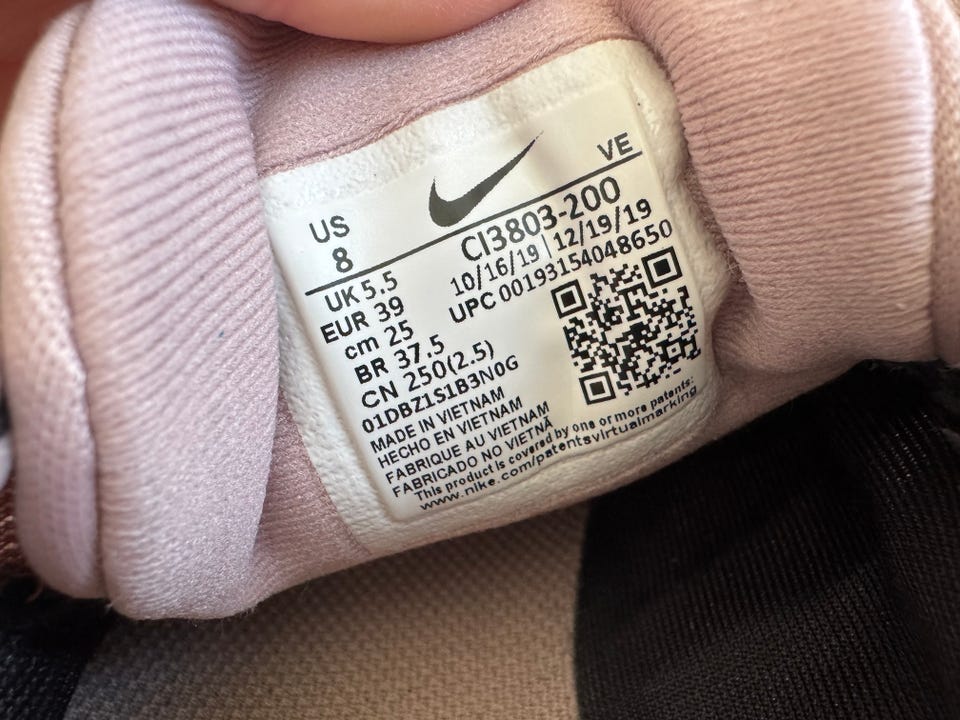 US
8
VE
CI3803-200
10/16/19 | 12/19/19
UPC 00193154048650
UK 5.5
EUR 39
cm 25
BR 37.5
CN 250(2.5)
01DBZ1S1B3N0G
MADE IN VIETNAM
HECHO EN VIETNAM
FABRIQUE AU VIETNAM
FABRICADO NO VIETNÃ
This product is covered by one or more patents:
www.nike.com/patentsvirtualmarking